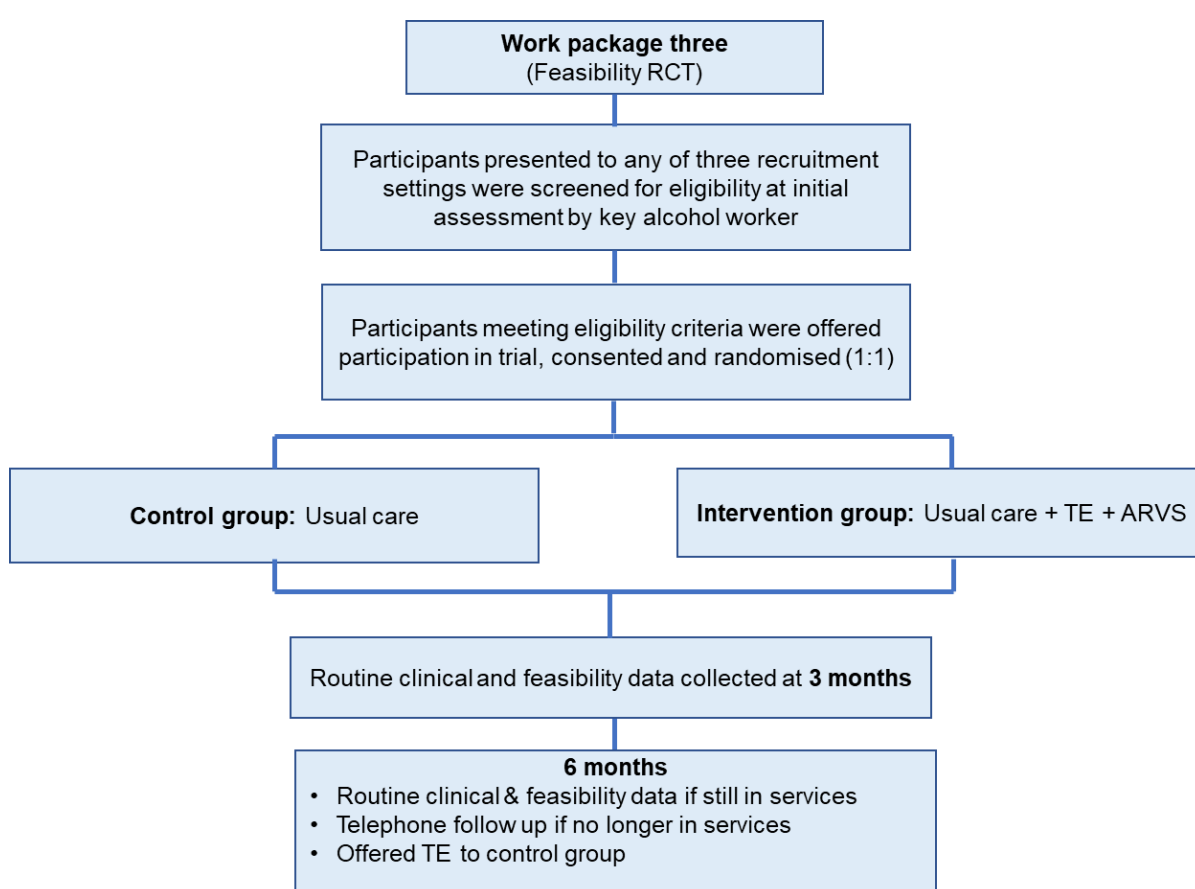 Work package three
(Feasibility RCT)
Participants presented to any of three recruitment
settings were screened for eligibility at initial
assessment by key alcohol worker
Participants meeting eligibility criteria were offered
participation in trial, consented and randomised (1:1)
Control group: Usual care
Intervention group: Usual care + TE + ARVS
Routine clinical and feasibility data collected at 3 months
6 months
• Routine clinical & feasibility data if still in services
• Telephone follow up if no longer in services
• Offered TE to control group